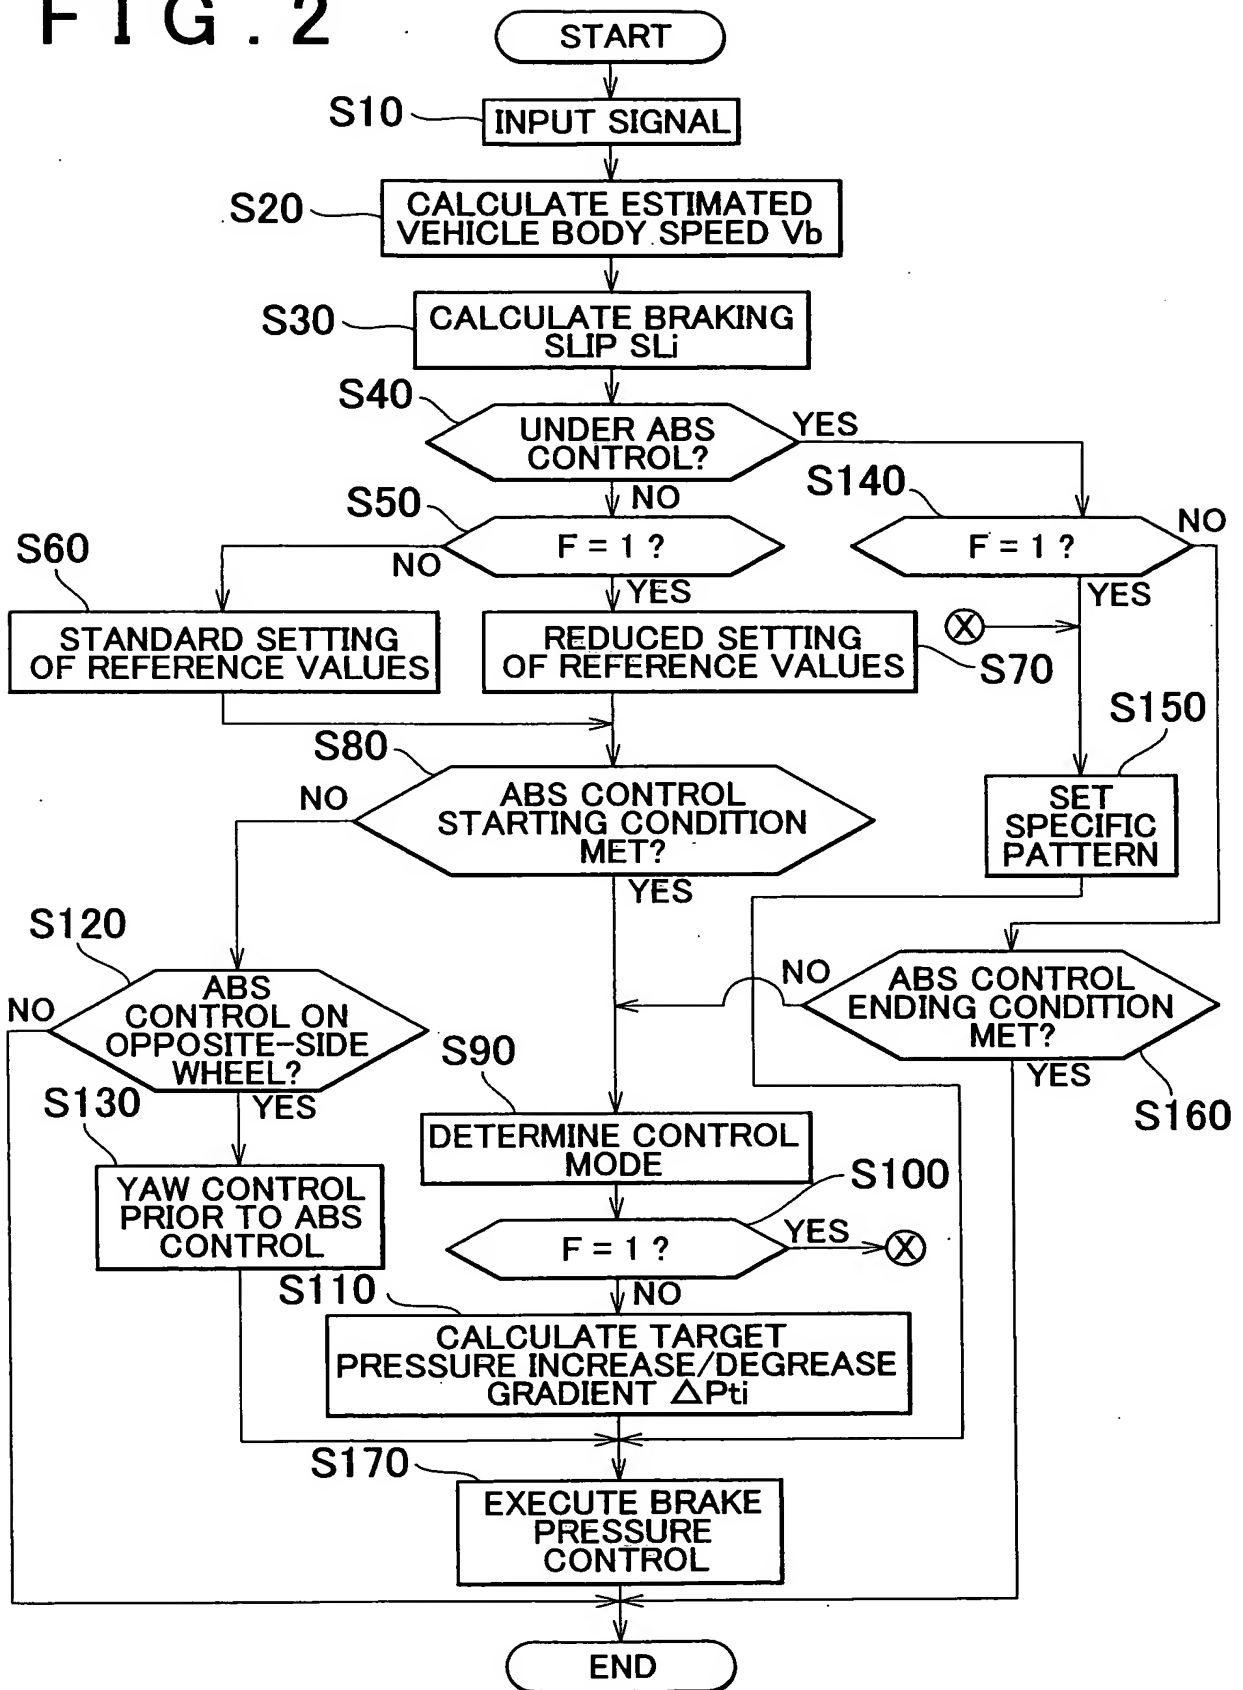 FIG.2
START
S10
INPUT SIGNAL
S20
CALCULATE ESTIMATED
VEHICLE BODY SPEED Vb
S30
CALCULATE BRAKING
SLIP SLi
S40
UNDER ABS
CONTROL?
YES
NO
S50
F = 1 ?
NO
YES
S140
F = 1 ?
NO
YES
S60
STANDARD SETTING
OF REFERENCE VALUES
REDUCED SETTING
OF REFERENCE VALUES
S70
X
S150
SET
SPECIFIC
PATTERN
S80
ABS CONTROL
STARTING CONDITION
MET?
NO
YES
S120
ABS
CONTROL ON
OPPOSITE-SIDE
WHEEL?
NO
YES
S130
YAW CONTROL
PRIOR TO ABS
CONTROL
NO
ABS CONTROL
ENDING CONDITION
MET?
YES
S160
S90
DETERMINE CONTROL
MODE
S100
F = 1 ?
YES
X
NO
S110
CALCULATE TARGET
PRESSURE INCREASE/DEGREASE
GRADIENT △Pti
S170
EXECUTE BRAKE
PRESSURE
CONTROL
END